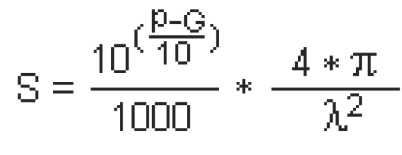 S = 10^((p-G)/10) / 1000 * 4 * π / λ²